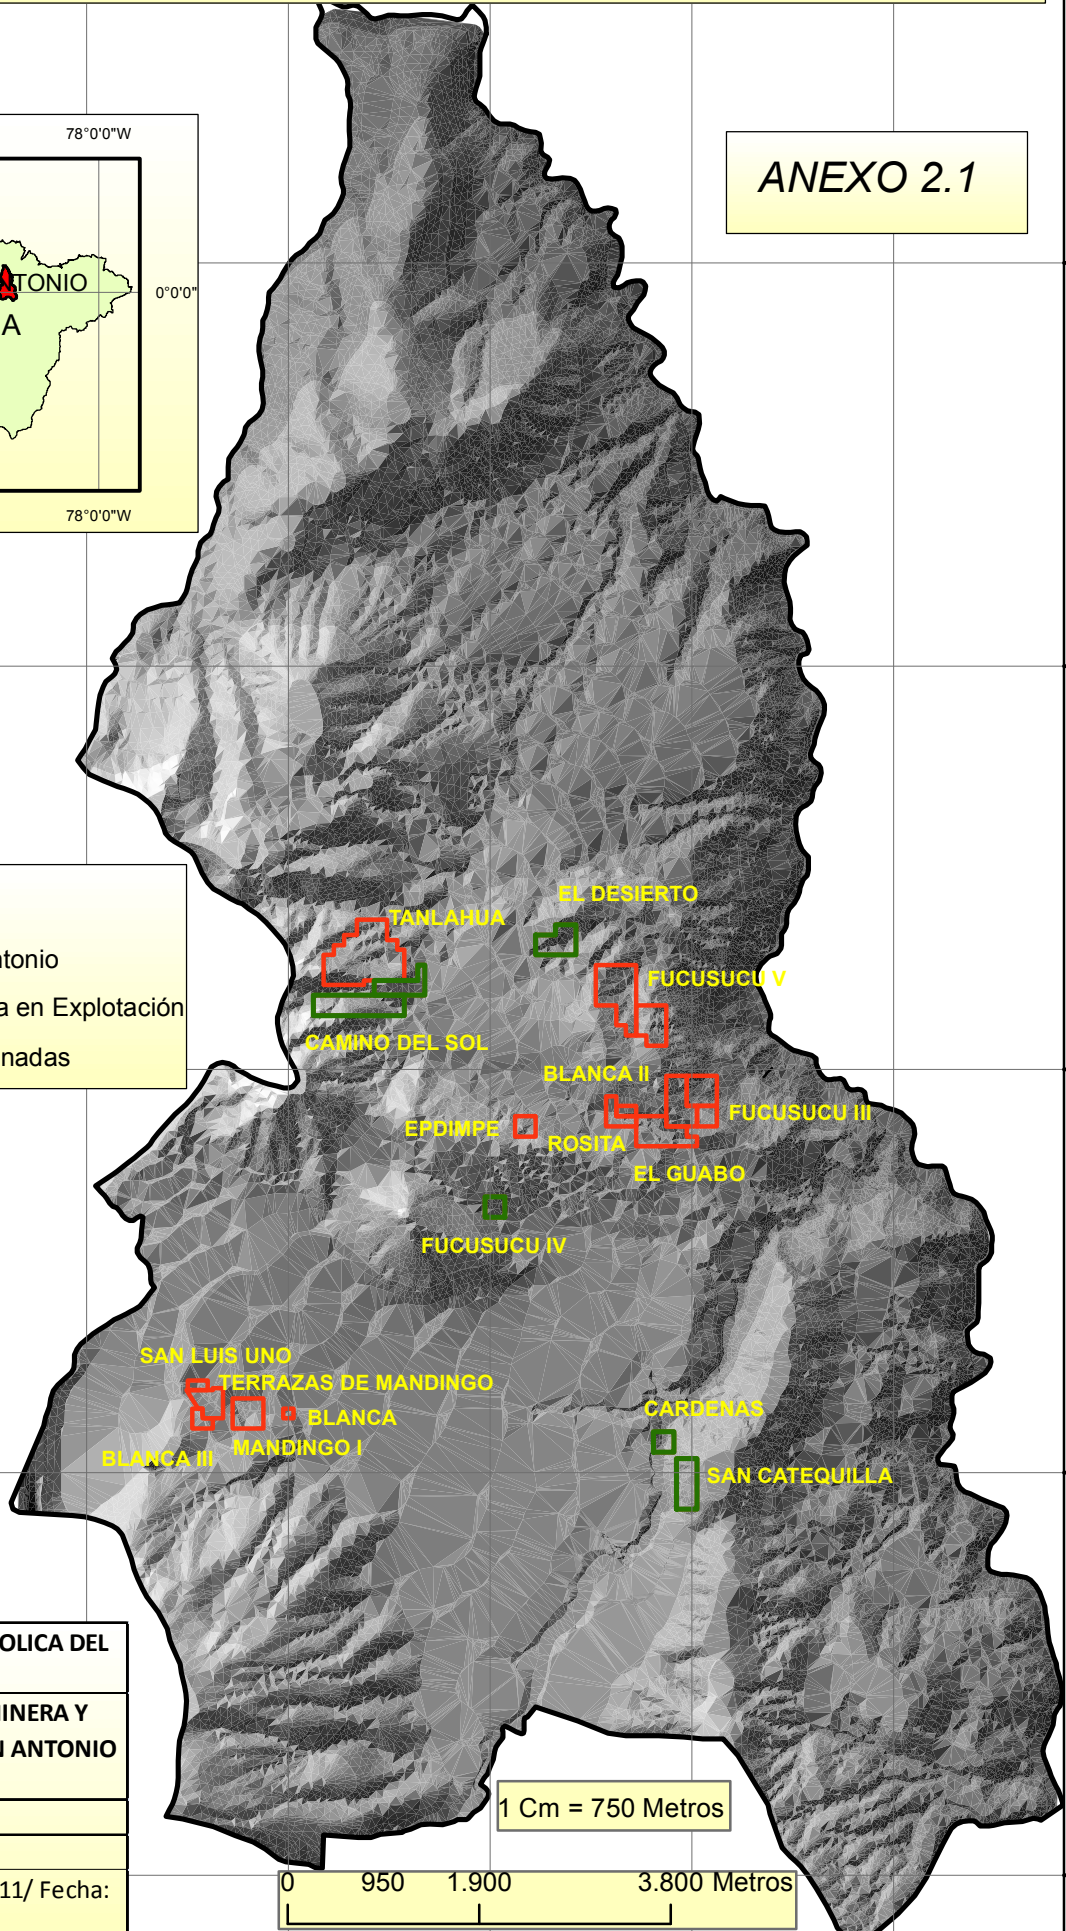 ANEXO 2.1
78°0'0"W
TONIO
0°0'0"
A
78°0'0"W
EL DESIERTO
TANLAHUA
FUCUSUCU V
tonio
a en Explotación
nadas
CAMINO DEL SOL
BLANCA II
FUCUSUCU III
EPDIMPE
ROSITA
EL GUABO
FUCUSUCU IV
SAN LUIS UNO
TERRAZAS DE MANDINGO
BLANCA
CARDENAS
MANDINGO I
BLANCA III
SAN CATEQUILLA
OLICA DEL
MINERA Y
N ANTONIO
1 Cm = 750 Metros
11/ Fecha:
0 950 1.900 3.800 Metros